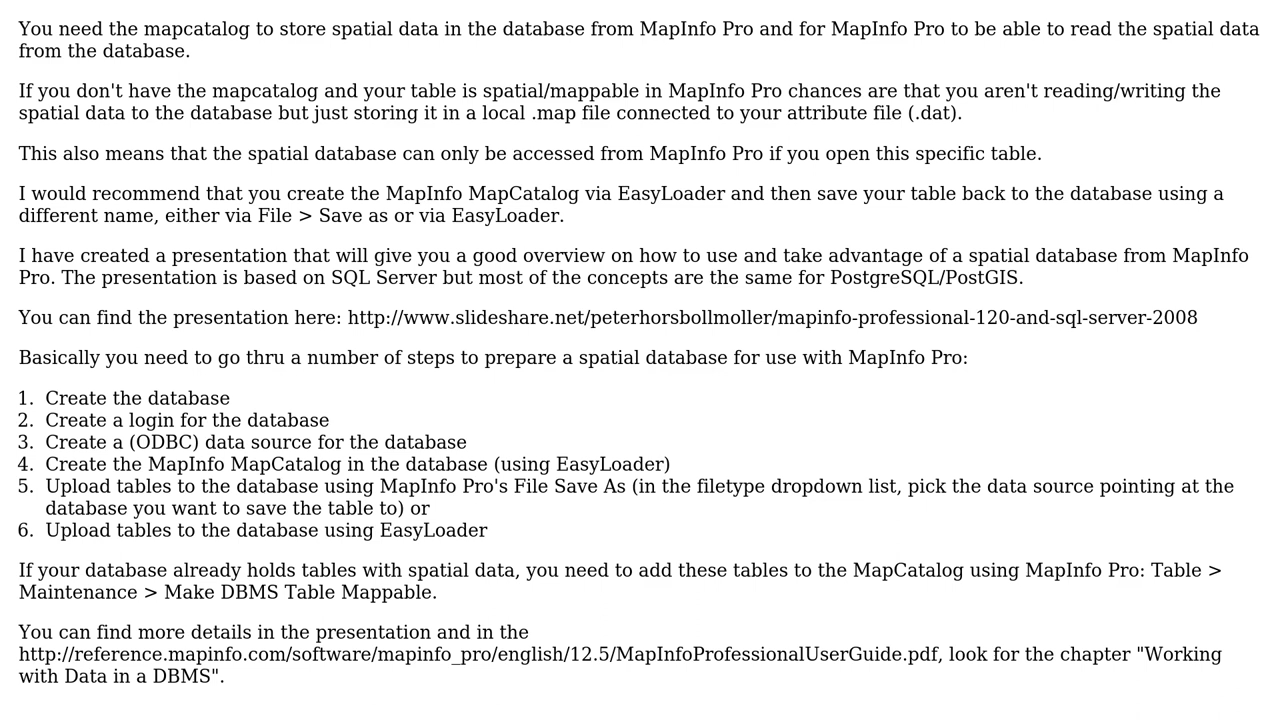 You need the mapcatalog to store spatial data in the database from MapInfo Pro and for MapInfo Pro to be able to read the spatial data
from the database.
If you don't have the mapcatalog and your table is spatial/mappable in MapInfo Pro chances are that you aren't reading/writing the
spatial data to the database but just storing it in a local .map file connected to your attribute file (.dat).
This also means that the spatial database can only be accessed from MapInfo Pro if you open this specific table.
I would recommend that you create the MapInfo MapCatalog via EasyLoader and then save your table back to the database using a
different name, either via File > Save as or via EasyLoader.
I have created a presentation that will give you a good overview on how to use and take advantage of a spatial database from MapInfo
Pro. The presentation is based on SQL Server but most of the concepts are the same for PostgreSQL/PostGIS.
You can find the presentation here: http://www.slideshare.net/peterhorsbollmoller/mapinfo-professional-120-and-sql-server-2008
Basically you need to go thru a number of steps to prepare a spatial database for use with MapInfo Pro:
1. Create the database
2. Create a login for the database
3. Create a (ODBC) data source for the database
4. Create the MapInfo MapCatalog in the database (using EasyLoader)
5. Upload tables to the database using MapInfo Pro's File Save As (in the filetype dropdown list, pick the data source pointing at the
database you want to save the table to) or
6. Upload tables to the database using EasyLoader
If your database already holds tables with spatial data, you need to add these tables to the MapCatalog using MapInfo Pro: Table >
Maintenance > Make DBMS Table Mappable.
You can find more details in the presentation and in the
http://reference.mapinfo.com/software/mapinfo_pro/english/12.5/MapInfoProfessionalUserGuide.pdf, look for the chapter "Working
with Data in a DBMS".